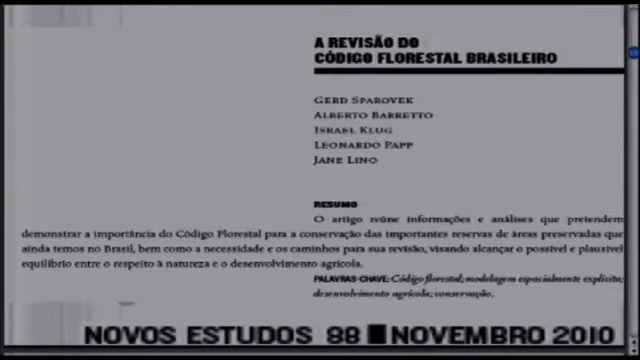 A REVISÃO DO
CÓDIGO FLORESTAL BRASILEIRO
GERD SPAROVEK
ALBERTO BARRETTO
ISRAEL KLUG
LEONARDO PAPP
JANE LINO
RESUMO
O artigo reúne informações e análises que pretendem
demonstrar a importância do Código Florestal para a conservação das importantes reservas de áreas preservadas que
ainda temos no Brasil, bem como a necessidade e os caminhos para sua revisão, visando alcançar o possível e plausível
equilíbrio entre o respeito à natureza e o desenvolvimento agrícola.
PALAVRAS-CHAVE: Código florestal; modelagem espacialmente explícita;
desenvolvimento agrícola; conservação.
NOVOS ESTUDOS 88 ■ NOVEMBRO 2010